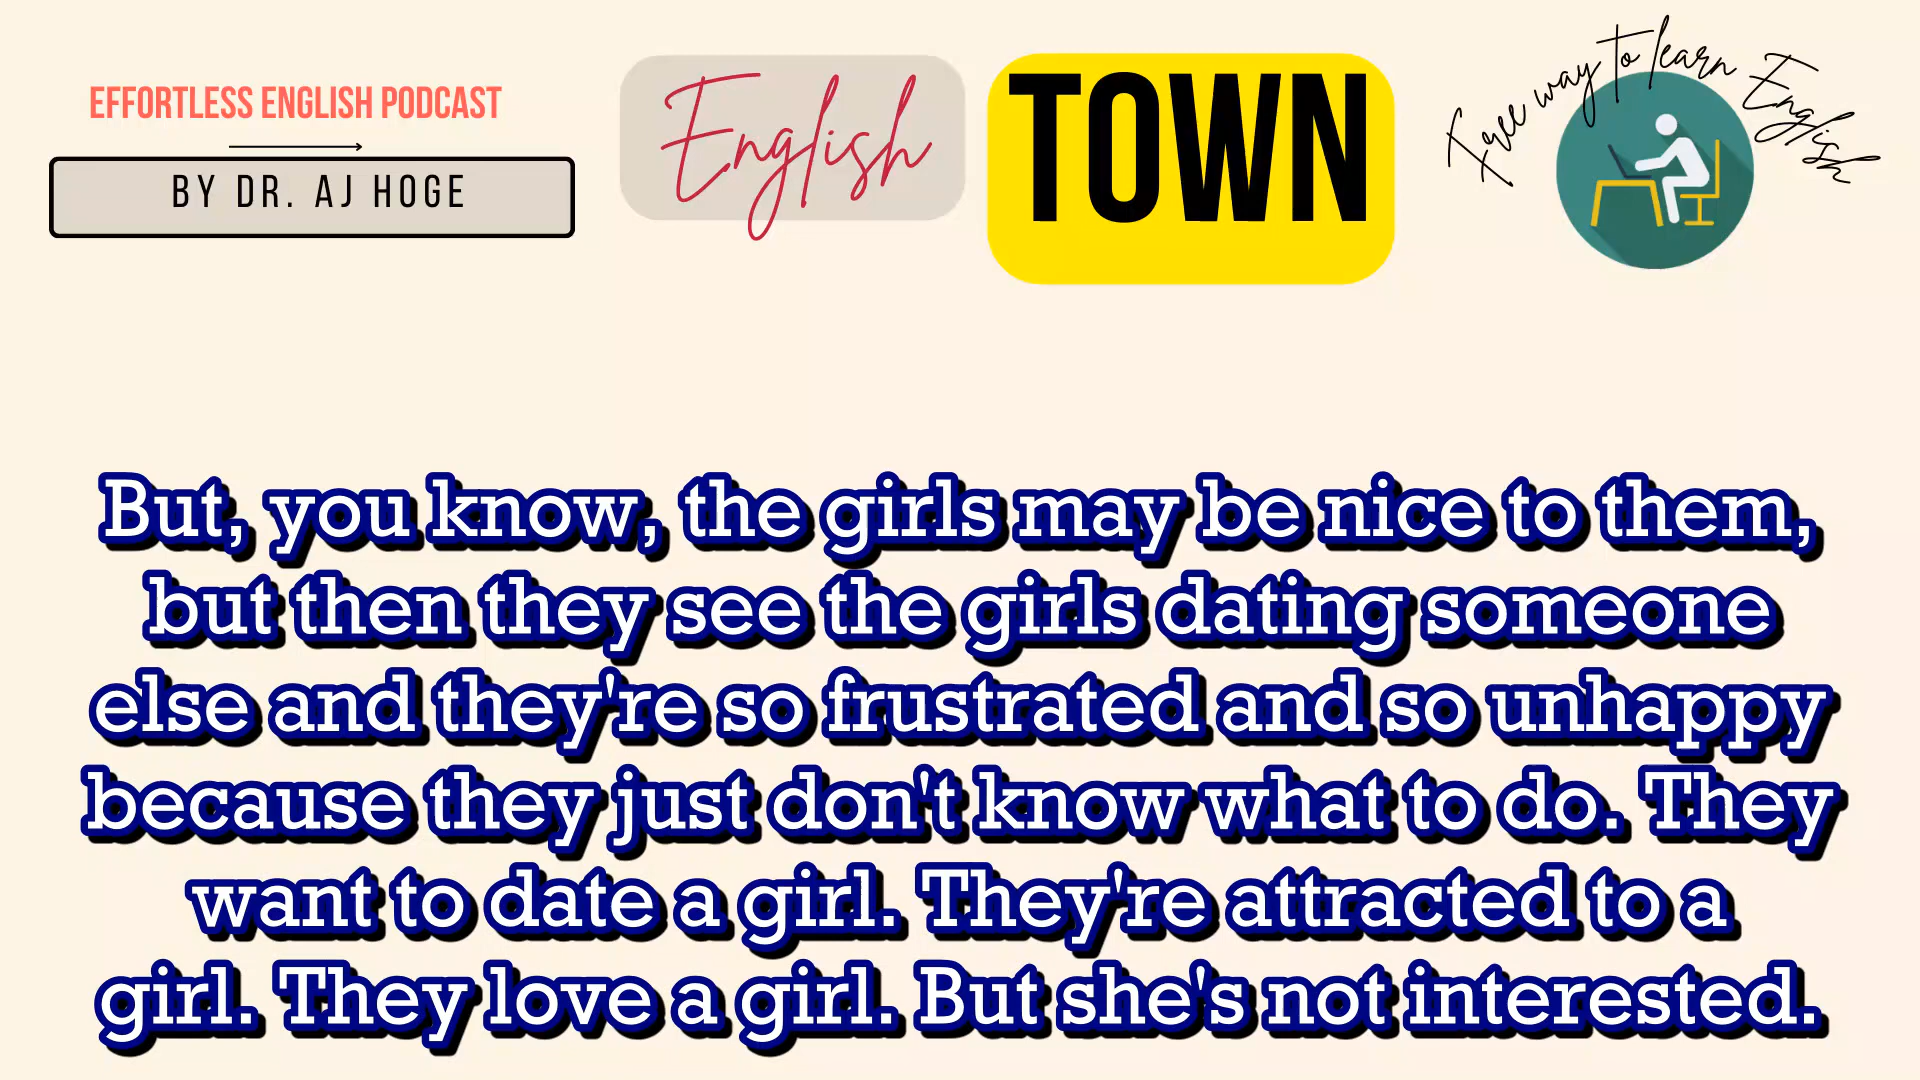 EFFORTLESS ENGLISH PODCAST
BY DR. AJ HOGE
English
TOWN
Free way to learn English
But, you know, the girls may be nice to them,
but then they see the girls dating someone
else and they're so frustrated and so unhappy
because they just don't know what to do. They
want to date a girl. They're attracted to a
girl. They love a girl. But she's not interested.